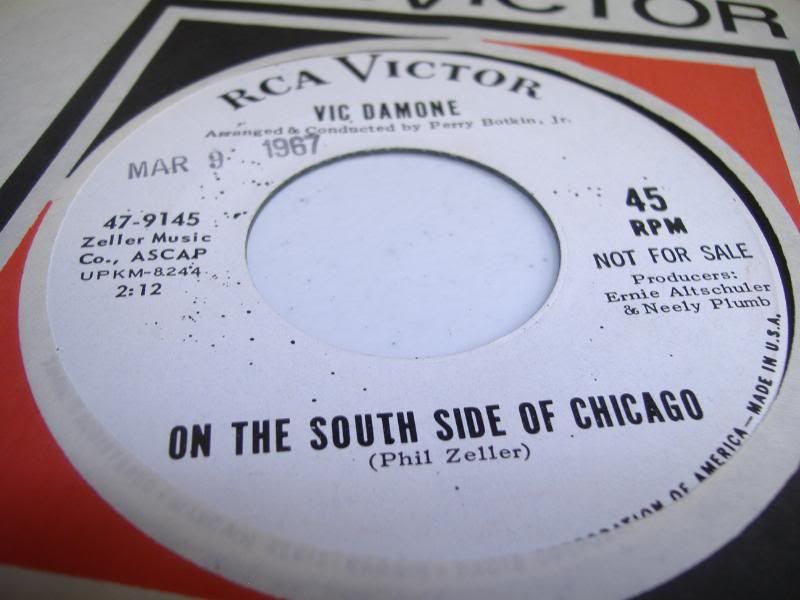 VICTOR
RCA VICTOR
VIC DAMONE
Arranged & Conducted by Perry Botkin, Jr.
MAR 9 1967
47-9145
Zeller Music
Co., ASCAP
UPKM-8244
2:12
45
RPM
NOT FOR SALE
Producers:
Ernie Altschuler
& Neely Plumb
ON THE SOUTH SIDE OF CHICAGO
(Phil Zeller)
OF AMERICA—MADE IN U.S.A.